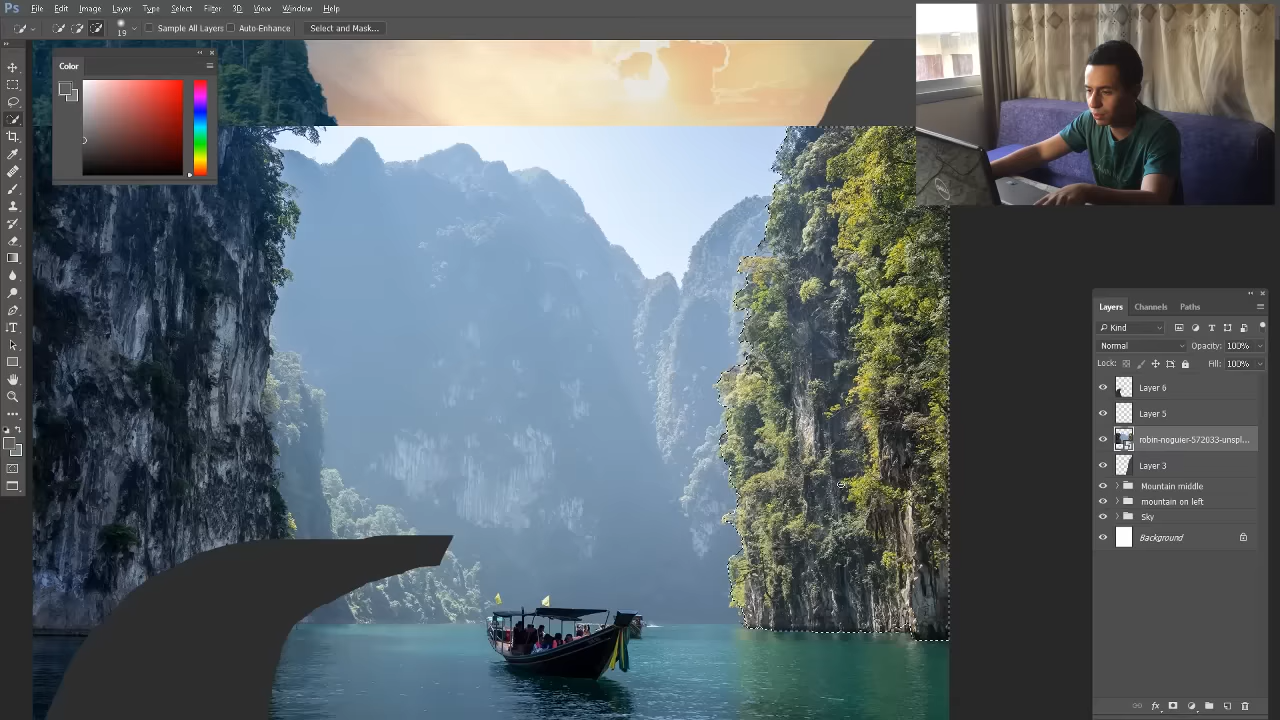 Ps File Edit Image Layer Type Select Filter 3D View Window Help
19 Sample All Layers Auto-Enhance Select and Mask...
Color
Layers Channels Paths
Kind
Normal Opacity: 100%
Lock: Fill: 100%
Layer 6
Layer 5
robin-noguier-572033-unspl...
Layer 3
Mountain middle
mountain on left
Sky
Background